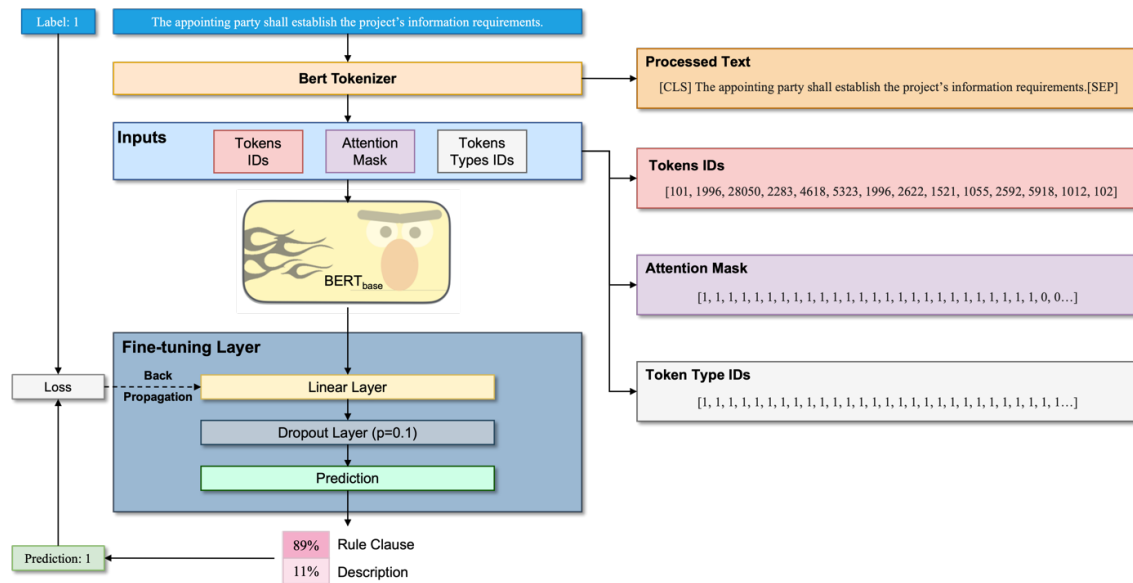 Label: 1
The appointing party shall establish the project's information requirements.
Bert Tokenizer
Processed Text
[CLS] The appointing party shall establish the project's information requirements.[SEP]
Inputs
Tokens
IDs
Attention
Mask
Tokens
Types IDs
Tokens IDs
[101, 1996, 28050, 2283, 4618, 5323, 1996, 2622, 1521, 1055, 2592, 5918, 1012, 102]
BERTbase
Attention Mask
[1, 1, 1, 1, 1, 1, 1, 1, 1, 1, 1, 1, 1, 1, 1, 1, 1, 1, 1, 1, 1, 1, 1, 1, 1, 1, 0, 0…]
Fine-tuning Layer
Loss
Back
Propagation
Linear Layer
Dropout Layer (p=0.1)
Prediction
Token Type IDs
[1, 1, 1, 1, 1, 1, 1, 1, 1, 1, 1, 1, 1, 1, 1, 1, 1, 1, 1, 1, 1, 1, 1, 1, 1, 1, 1, 1…]
Prediction: 1
89% Rule Clause
11% Description